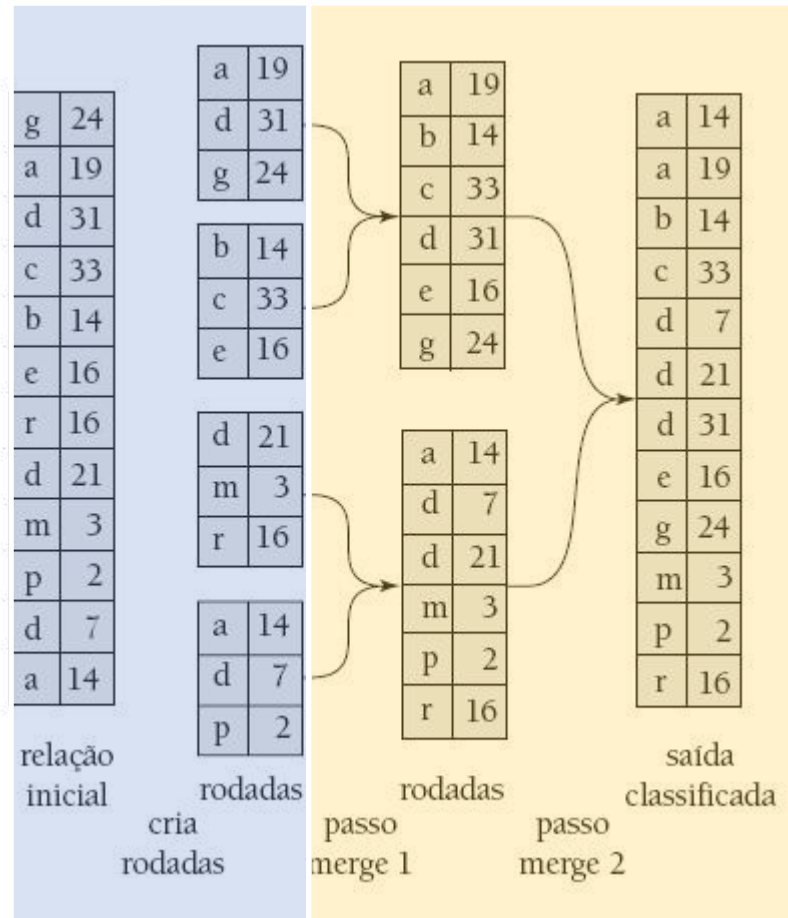 g 24
a 19
d 31
c 33
b 14
e 16
r 16
d 21
m 3
p 2
d 7
a 14
relação
inicial
cria
rodadas
a 19
d 31
g 24
b 14
c 33
e 16
d 21
m 3
r 16
a 14
d 7
p 2
rodadas
passo
merge 1
a 19
b 14
c 33
d 31
e 16
g 24
a 14
d 7
d 21
m 3
p 2
r 16
rodadas
passo
merge 2
a 14
a 19
b 14
c 33
d 7
d 21
d 31
e 16
g 24
m 3
p 2
r 16
saída
classificada